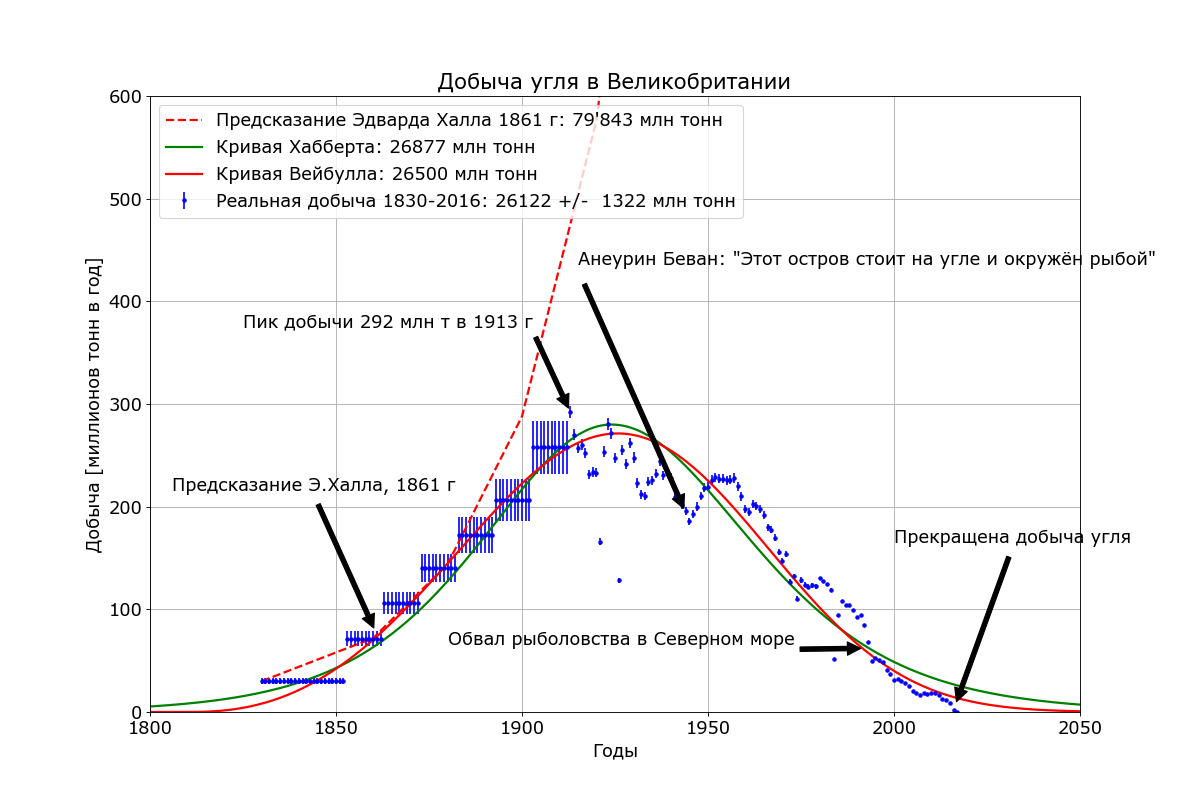 Добыча угля в Великобритании
Предсказание Эдварда Халла 1861 г: 79'843 млн тонн
Кривая Хабберта: 26877 млн тонн
Кривая Вейбулла: 26500 млн тонн
Реальная добыча 1830-2016: 26122 +/-  1322 млн тонн
Анеурин Беван: "Этот остров стоит на угле и окружён рыбой"
Пик добычи 292 млн т в 1913 г
Предсказание Э.Халла, 1861 г
Прекращена добыча угля
Обвал рыболовства в Северном море
Добыча [миллионов тонн в год]
600
500
400
300
200
100
0
1800 1850 1900 1950 2000 2050
Годы